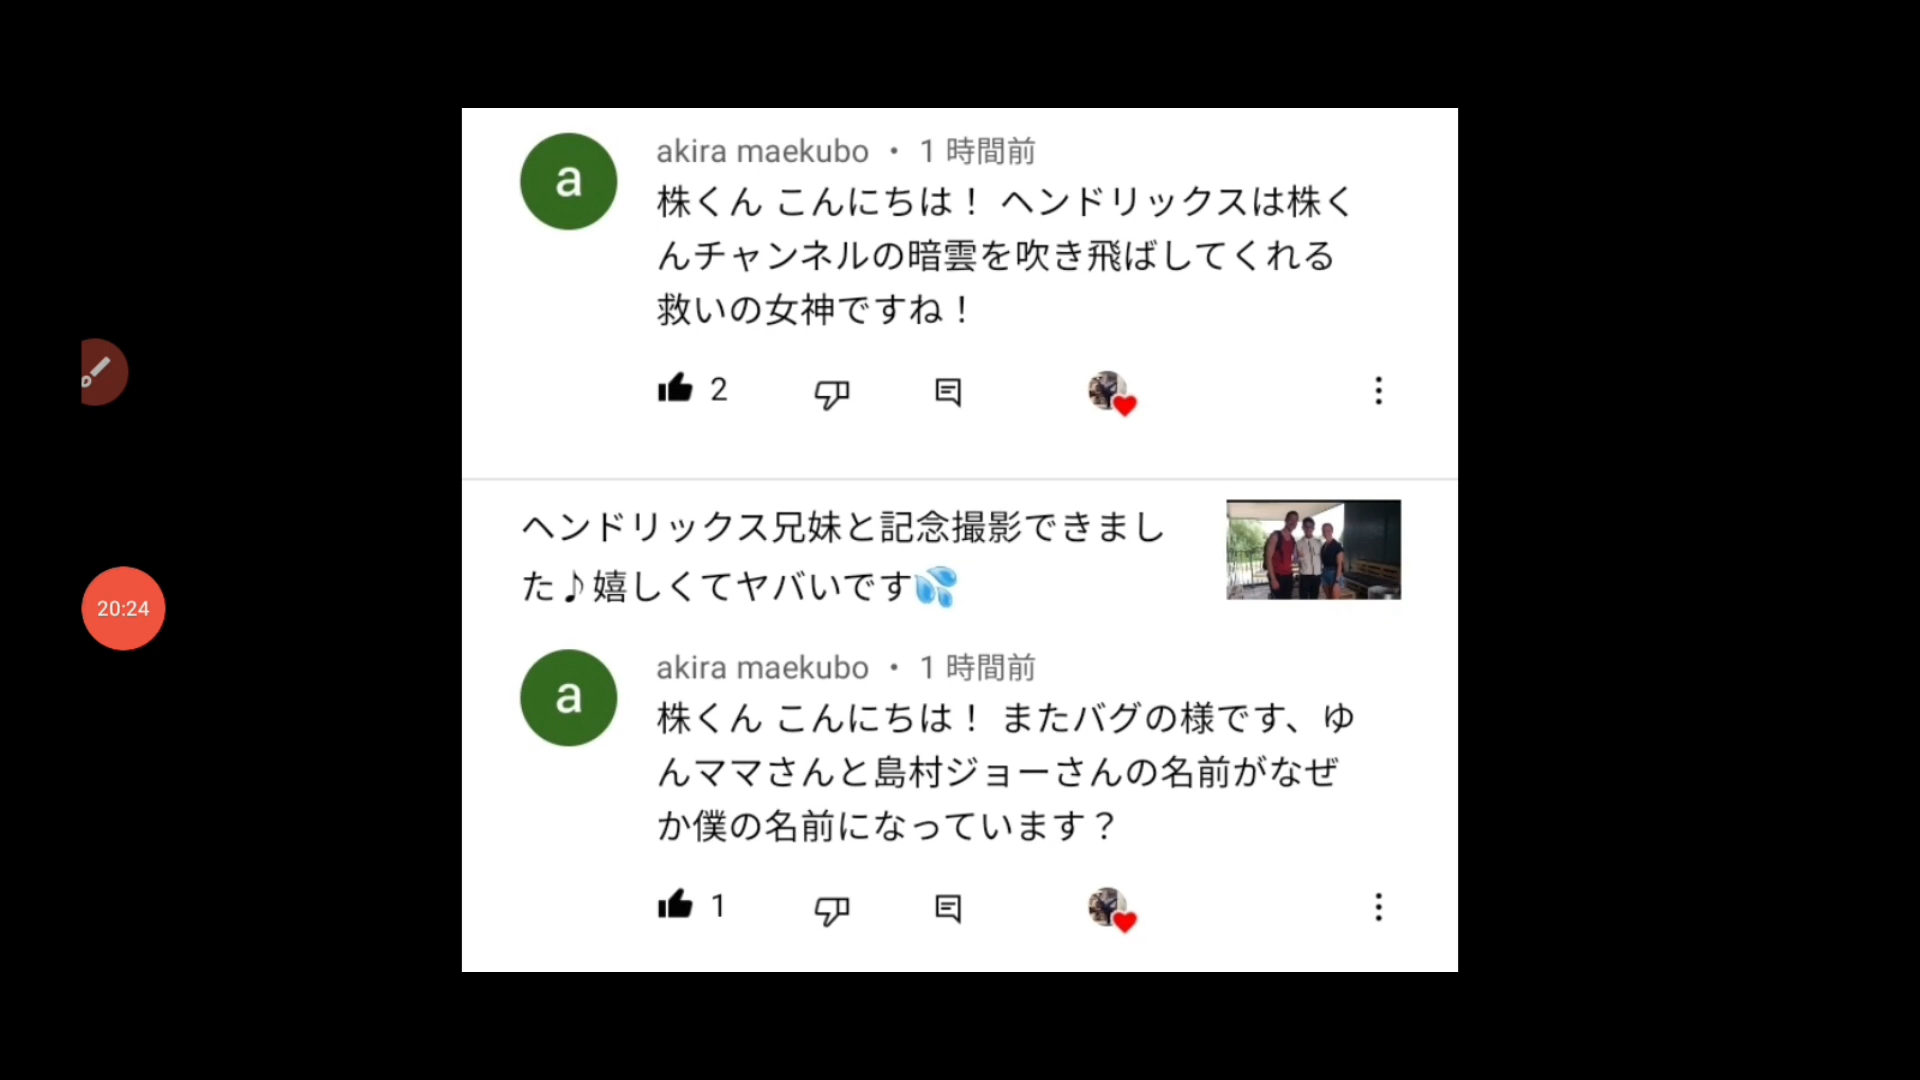 akira maekubo • 1 時間前
株くん こんにちは！ ヘンドリックスは株く
んチャンネルの暗雲を吹き飛ばしてくれる
救いの女神ですね！
2
ヘンドリックス兄妹と記念撮影できまし
た♪嬉しくてヤバいです💦
a
a
akira maekubo • 1 時間前
株くん こんにちは！ またバグの様です、ゆ
んママさんと島村ジョーさんの名前がなぜ
か僕の名前になっています？
1
20:24